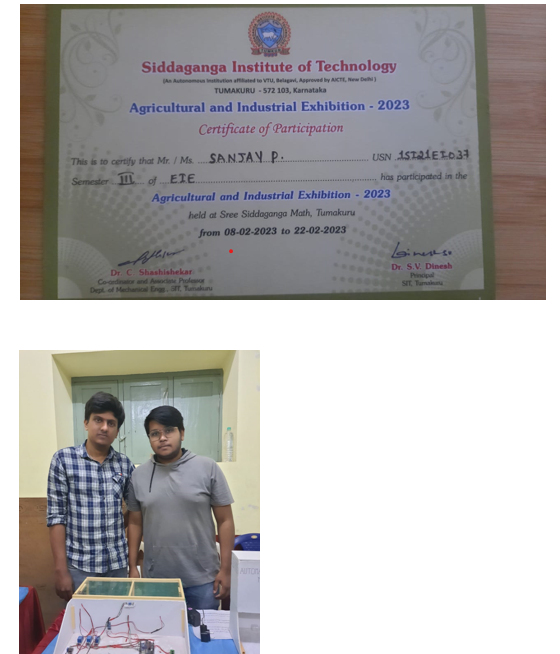 Siddaganga Institute of Technology
(An Autonomous institution affiliated to VTU, Belagavi, Approved by AICTE, New Delhi)
TUMAKURU - 572 103, Karnataka
Agricultural and Industrial Exhibition - 2023
Certificate of Participation
This is to certify that Mr. / Ms. SANJAY P. USN 1SI21EI037
Semester III of EIE has participated in the
Agricultural and Industrial Exhibition - 2023
held at Sree Siddaganga Math, Tumakuru
from 08-02-2023 to 22-02-2023
Dr. C. Shashishekar
Co-ordinator and Associate Professor
Dept. of Mechanical Engg., SIT, Tumakuru
Dinesh
Dr. S.V. Dinesh
Principal
SIT, Tumakuru